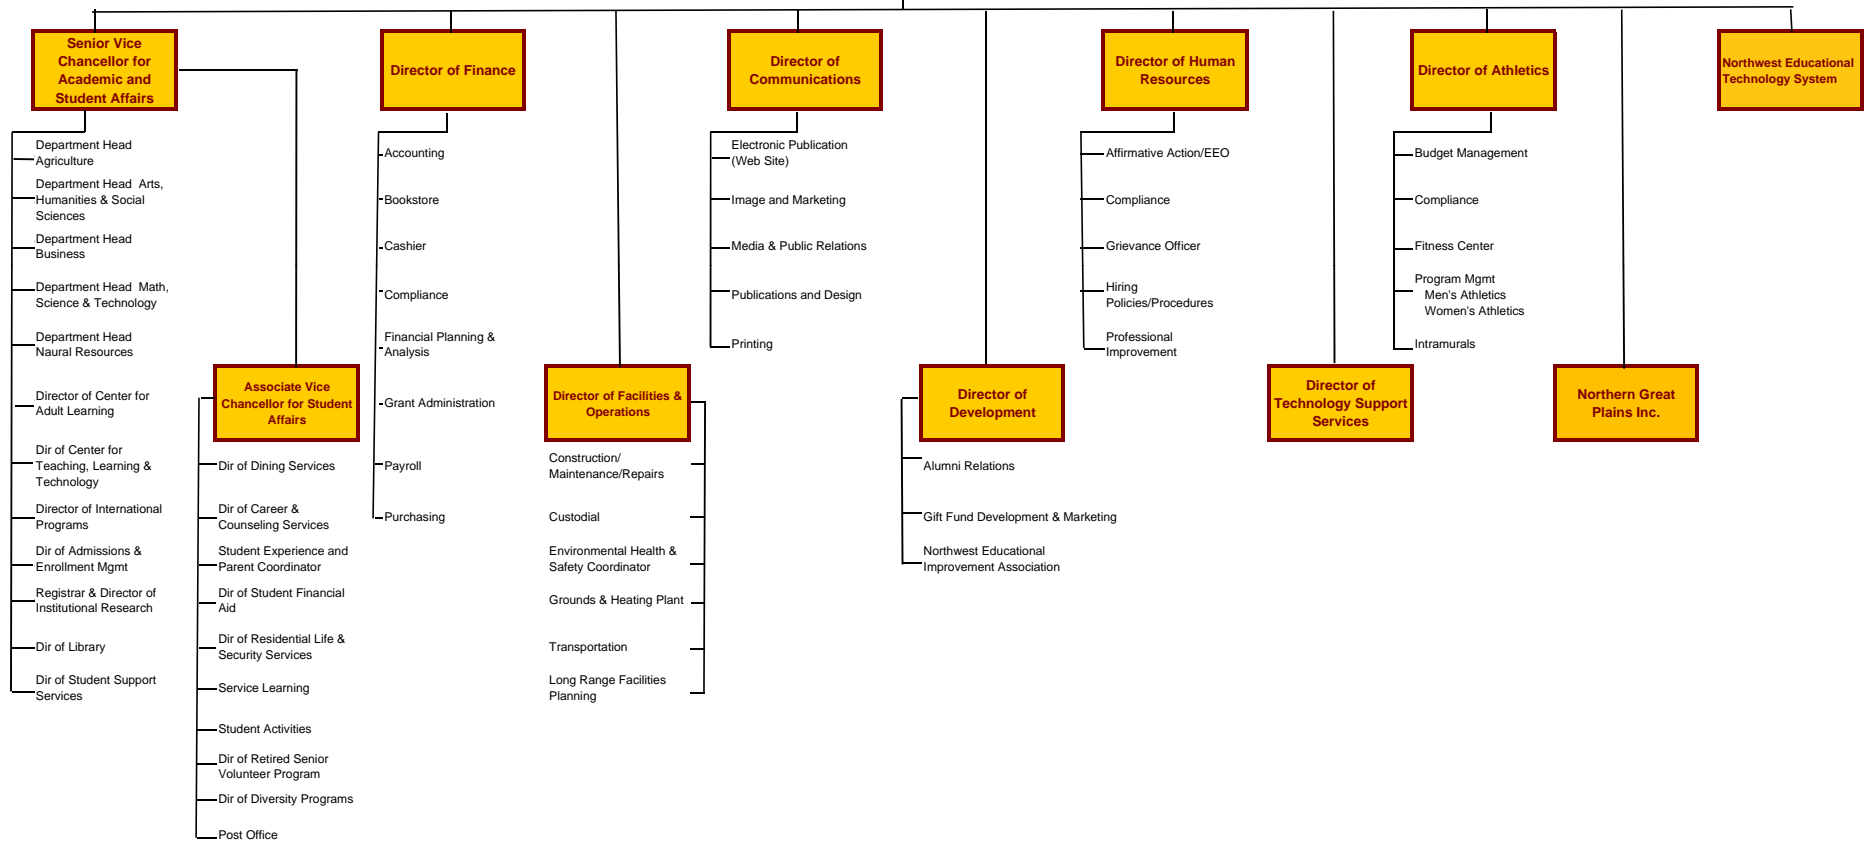 Senior Vice
Chancellor for
Academic and
Student Affairs
Department Head
Agriculture
Department Head  Arts,
Humanities & Social
Sciences
Department Head
Business
Department Head  Math,
Science & Technology
Department Head
Naural Resources
Director of Center for
Adult Learning
Dir of Center for
Teaching, Learning &
Technology
Director of International
Programs
Dir of Admissions &
Enrollment Mgmt
Registrar & Director of
Institutional Research
Dir of Library
Dir of Student Support
Services
Associate Vice
Chancellor for Student
Affairs
Dir of Dining Services
Dir of Career &
Counseling Services
Student Experience and
Parent Coordinator
Dir of Student Financial
Aid
Dir of Residential Life &
Security Services
Service Learning
Student Activities
Dir of Retired Senior
Volunteer Program
Dir of Diversity Programs
Post Office
Director of Finance
Accounting
Bookstore
Cashier
Compliance
Financial Planning &
Analysis
Grant Administration
Payroll
Purchasing
Director of Facilities &
Operations
Construction/
Maintenance/Repairs
Custodial
Environmental Health &
Safety Coordinator
Grounds & Heating Plant
Transportation
Long Range Facilities
Planning
Director of
Communications
Electronic Publication
(Web Site)
Image and Marketing
Media & Public Relations
Publications and Design
Printing
Director of
Development
Alumni Relations
Gift Fund Development & Marketing
Northwest Educational
Improvement Association
Director of Human
Resources
Affirmative Action/EEO
Compliance
Grievance Officer
Hiring
Policies/Procedures
Professional
Improvement
Director of
Technology Support
Services
Director of Athletics
Budget Management
Compliance
Fitness Center
Program Mgmt
Men's Athletics
Women's Athletics
Intramurals
Northern Great
Plains Inc.
Northwest Educational
Technology System